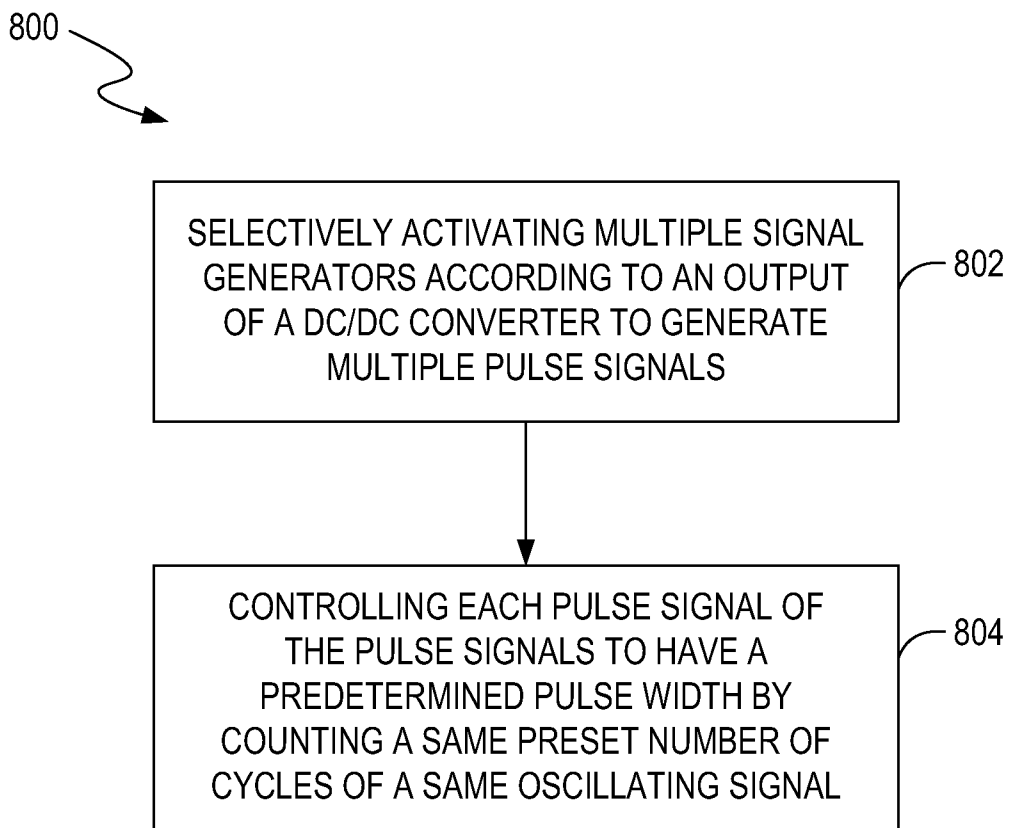 800
SELECTIVELY ACTIVATING MULTIPLE SIGNAL
GENERATORS ACCORDING TO AN OUTPUT
OF A DC/DC CONVERTER TO GENERATE
MULTIPLE PULSE SIGNALS
802
CONTROLLING EACH PULSE SIGNAL OF
THE PULSE SIGNALS TO HAVE A
PREDETERMINED PULSE WIDTH BY
COUNTING A SAME PRESET NUMBER OF
CYCLES OF A SAME OSCILLATING SIGNAL
804